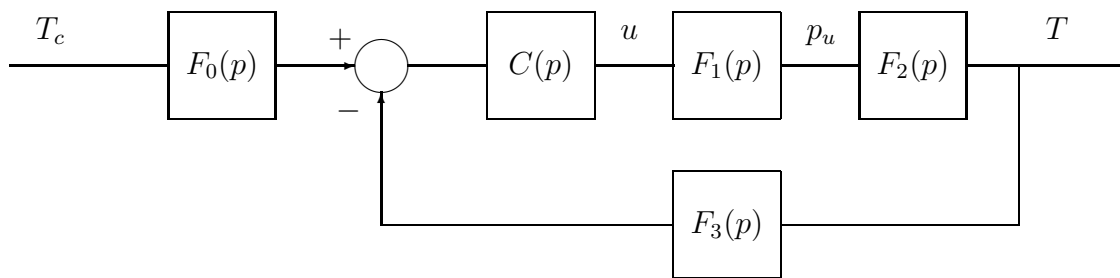 T_c u p_u T
F_0(p) + C(p) F_1(p) F_2(p)
−
F_3(p)